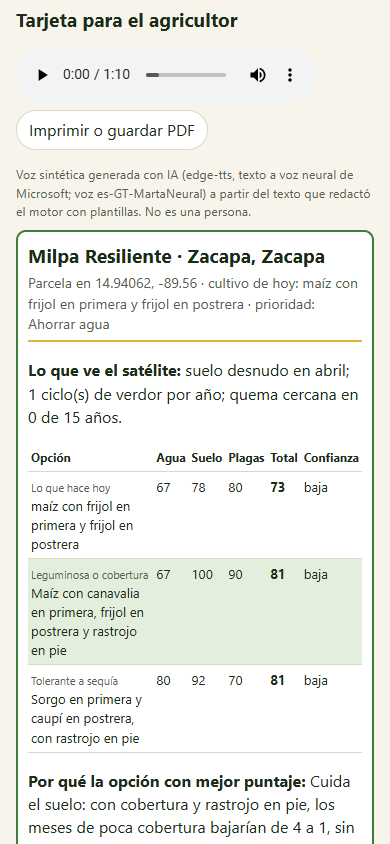 Tarjeta para el agricultor
0:00 / 1:10
Imprimir o guardar PDF
Voz sintética generada con IA (edge-tts, texto a voz neural de
Microsoft; voz es-GT-MartaNeural) a partir del texto que redactó
el motor con plantillas. No es una persona.
Milpa Resiliente · Zacapa, Zacapa
Parcela en 14.94062, -89.56 · cultivo de hoy: maíz con
frijol en primera y frijol en postrera · prioridad:
Ahorrar agua
Lo que ve el satélite: suelo desnudo en abril;
1 ciclo(s) de verdor por año; quema cercana en
0 de 15 años.
Opción Agua Suelo Plagas Total Confianza
Lo que hace hoy 67 78 80 73 baja
maíz con frijol en
primera y frijol en
postrera
Leguminosa o cobertura 67 100 90 81 baja
Maíz con canavalia
en primera, frijol en
postrera y rastrojo
en pie
Tolerante a sequía 80 92 70 81 baja
Sorgo en primera y
caupí en postrera,
con rastrojo en pie
Por qué la opción con mejor puntaje: Cuida
el suelo: con cobertura y rastrojo en pie, los
meses de poca cobertura bajarían de 4 a 1, sin